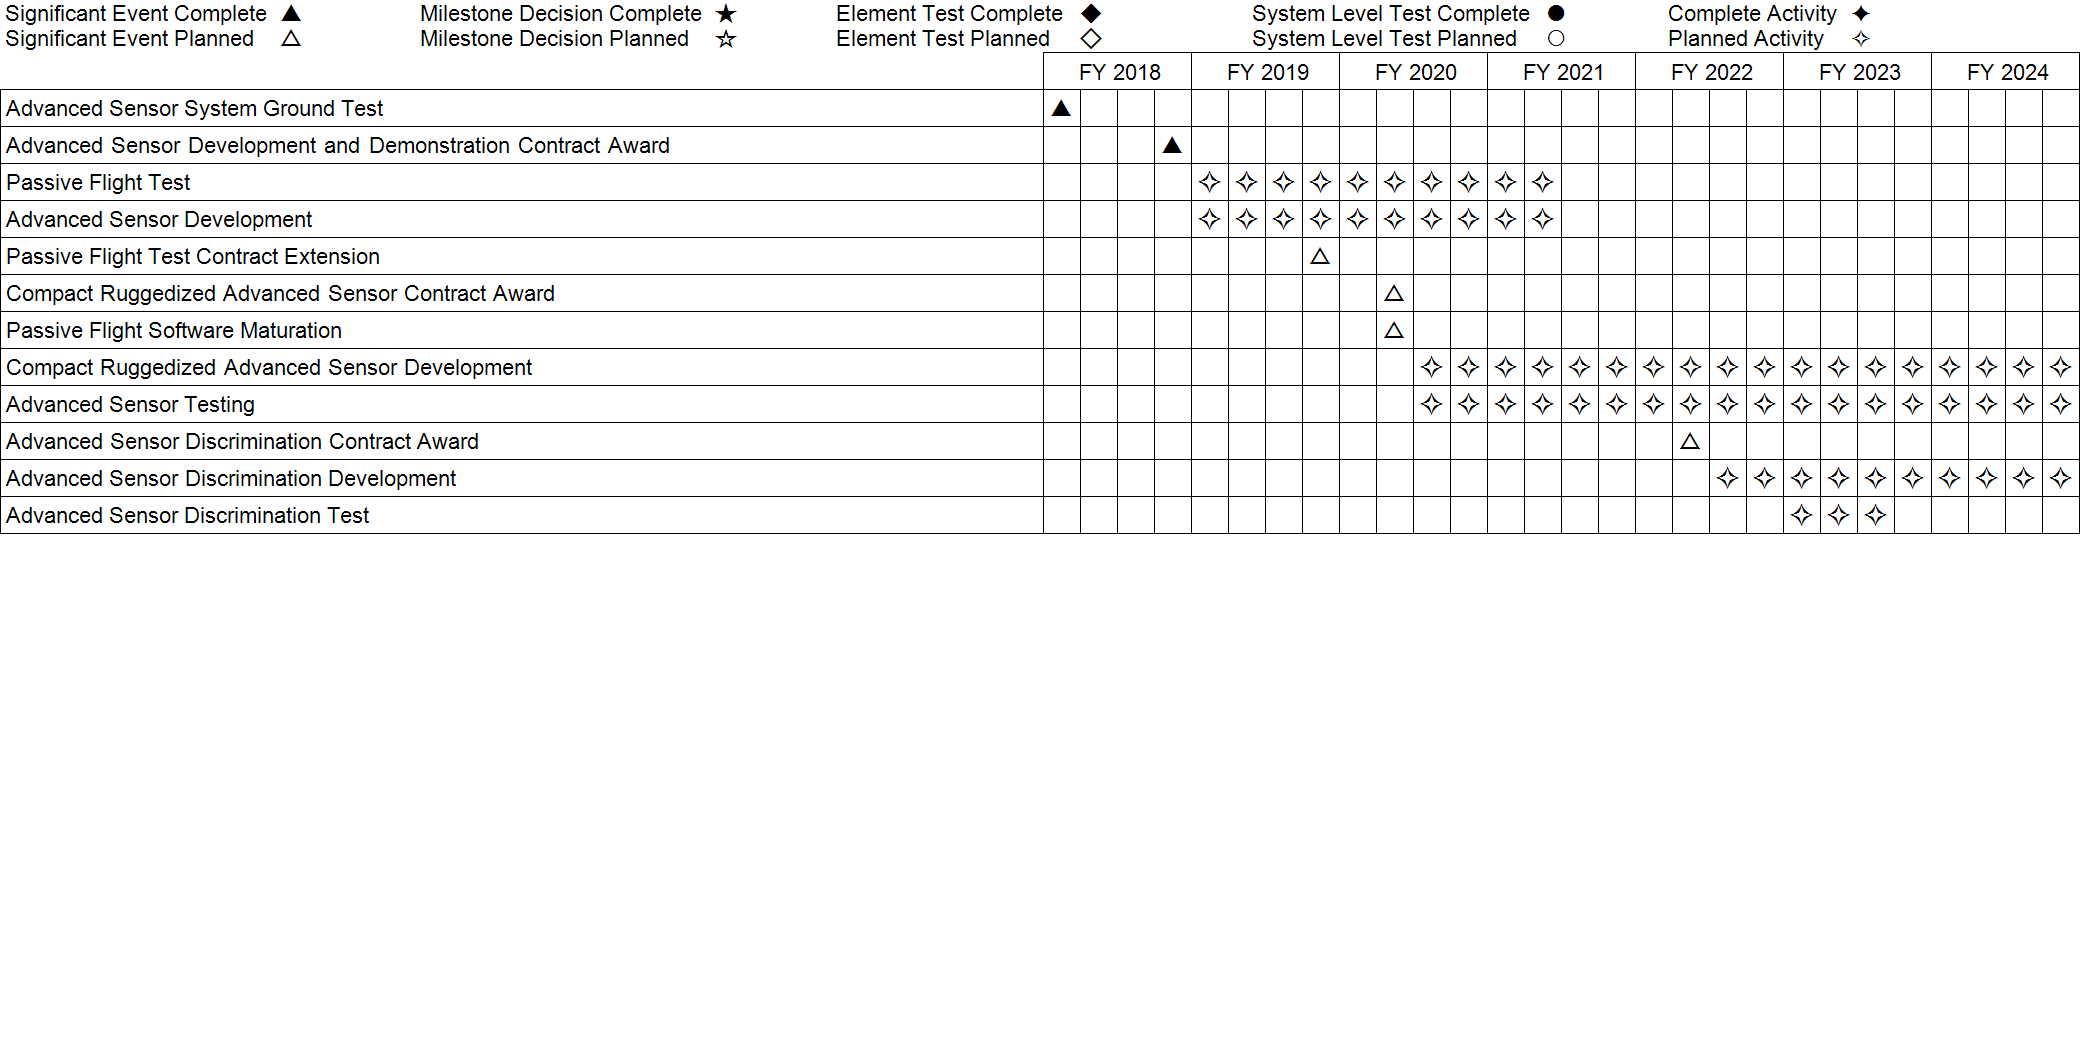 Significant Event Complete ▲ Milestone Decision Complete ★ Element Test Complete ◆ System Level Test Complete ● Complete Activity ✦
Significant Event Planned △ Milestone Decision Planned ☆ Element Test Planned ◇ System Level Test Planned ○ Planned Activity ✧
FY 2018 FY 2019 FY 2020 FY 2021 FY 2022 FY 2023 FY 2024
Advanced Sensor System Ground Test ▲
Advanced Sensor Development and Demonstration Contract Award ▲
Passive Flight Test ✧ ✧ ✧ ✧ ✧ ✧ ✧ ✧ ✧ ✧
Advanced Sensor Development ✧ ✧ ✧ ✧ ✧ ✧ ✧ ✧ ✧ ✧
Passive Flight Test Contract Extension △
Compact Ruggedized Advanced Sensor Contract Award △
Passive Flight Software Maturation △
Compact Ruggedized Advanced Sensor Development ✧ ✧ ✧ ✧ ✧ ✧ ✧ ✧ ✧ ✧ ✧ ✧ ✧ ✧ ✧ ✧ ✧ ✧
Advanced Sensor Testing ✧ ✧ ✧ ✧ ✧ ✧ ✧ ✧ ✧ ✧ ✧ ✧ ✧ ✧ ✧ ✧ ✧ ✧
Advanced Sensor Discrimination Contract Award △
Advanced Sensor Discrimination Development ✧ ✧ ✧ ✧ ✧ ✧ ✧ ✧ ✧ ✧
Advanced Sensor Discrimination Test ✧ ✧ ✧